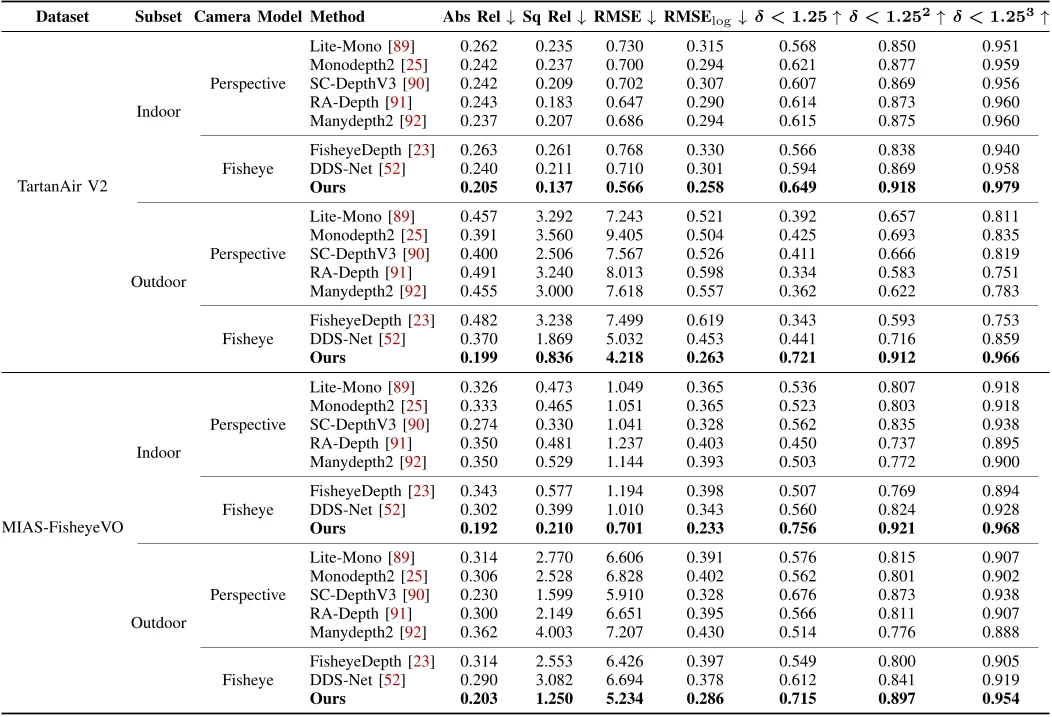 Dataset Subset Camera Model Method Abs Rel ↓ Sq Rel ↓ RMSE ↓ RMSElog ↓ δ < 1.25 ↑ δ < 1.25² ↑ δ < 1.25³ ↑
TartanAir V2 Indoor Perspective Lite-Mono [89] 0.262 0.235 0.730 0.315 0.568 0.850 0.951
Monodepth2 [25] 0.242 0.237 0.700 0.294 0.621 0.877 0.959
SC-DepthV3 [90] 0.242 0.209 0.702 0.307 0.607 0.869 0.956
RA-Depth [91] 0.243 0.183 0.647 0.290 0.614 0.873 0.960
Manydepth2 [92] 0.237 0.207 0.686 0.294 0.615 0.875 0.960
Fisheye FisheyeDepth [23] 0.263 0.261 0.768 0.330 0.566 0.838 0.940
DDS-Net [52] 0.240 0.211 0.710 0.301 0.594 0.869 0.958
Ours 0.205 0.137 0.566 0.258 0.649 0.918 0.979
Outdoor Perspective Lite-Mono [89] 0.457 3.292 7.243 0.521 0.392 0.657 0.811
Monodepth2 [25] 0.391 3.560 9.405 0.504 0.425 0.693 0.835
SC-DepthV3 [90] 0.400 2.506 7.567 0.526 0.411 0.666 0.819
RA-Depth [91] 0.491 3.240 8.013 0.598 0.334 0.583 0.751
Manydepth2 [92] 0.455 3.000 7.618 0.557 0.362 0.622 0.783
Fisheye FisheyeDepth [23] 0.482 3.238 7.499 0.619 0.343 0.593 0.753
DDS-Net [52] 0.370 1.869 5.032 0.453 0.441 0.716 0.859
Ours 0.199 0.836 4.218 0.263 0.721 0.912 0.966
MIAS-FisheyeVO Indoor Perspective Lite-Mono [89] 0.326 0.473 1.049 0.365 0.536 0.807 0.918
Monodepth2 [25] 0.333 0.465 1.051 0.365 0.523 0.803 0.918
SC-DepthV3 [90] 0.274 0.330 1.041 0.328 0.562 0.835 0.938
RA-Depth [91] 0.350 0.481 1.237 0.403 0.450 0.737 0.895
Manydepth2 [92] 0.350 0.529 1.144 0.393 0.503 0.772 0.900
Fisheye FisheyeDepth [23] 0.343 0.577 1.194 0.398 0.507 0.769 0.894
DDS-Net [52] 0.302 0.399 1.010 0.343 0.560 0.824 0.928
Ours 0.192 0.210 0.701 0.233 0.756 0.921 0.968
Outdoor Perspective Lite-Mono [89] 0.314 2.770 6.606 0.391 0.576 0.815 0.907
Monodepth2 [25] 0.306 2.528 6.828 0.402 0.562 0.801 0.902
SC-DepthV3 [90] 0.230 1.599 5.910 0.328 0.676 0.873 0.938
RA-Depth [91] 0.300 2.149 6.651 0.395 0.566 0.811 0.907
Manydepth2 [92] 0.362 4.003 7.207 0.430 0.514 0.776 0.888
Fisheye FisheyeDepth [23] 0.314 2.553 6.426 0.397 0.549 0.800 0.905
DDS-Net [52] 0.290 3.082 6.694 0.378 0.612 0.841 0.919
Ours 0.203 1.250 5.234 0.286 0.715 0.897 0.954